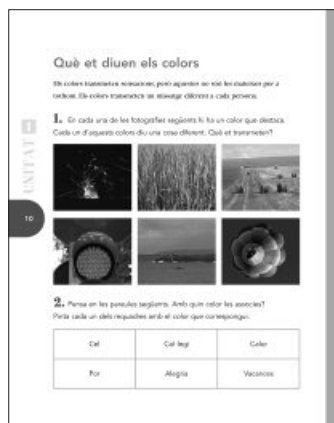 Què et diuen els colors
Els colors transmeten sensacions, però aquestes no són les mateixes per a
tothom. Els colors transmeten un missatge diferent a cada persona.
1. En cada una de les fotografies següents hi ha un color que destaca.
Cada un d'aquests colors diu una cosa diferent. Què et transmeten?
UNITAT 1
10
2. Pensa en les paraules següents. Amb quin color les associes?
Pinta cada un dels requadres amb el color que correspongui.
Cel Col·legi Calor
Por Alegria Vacances